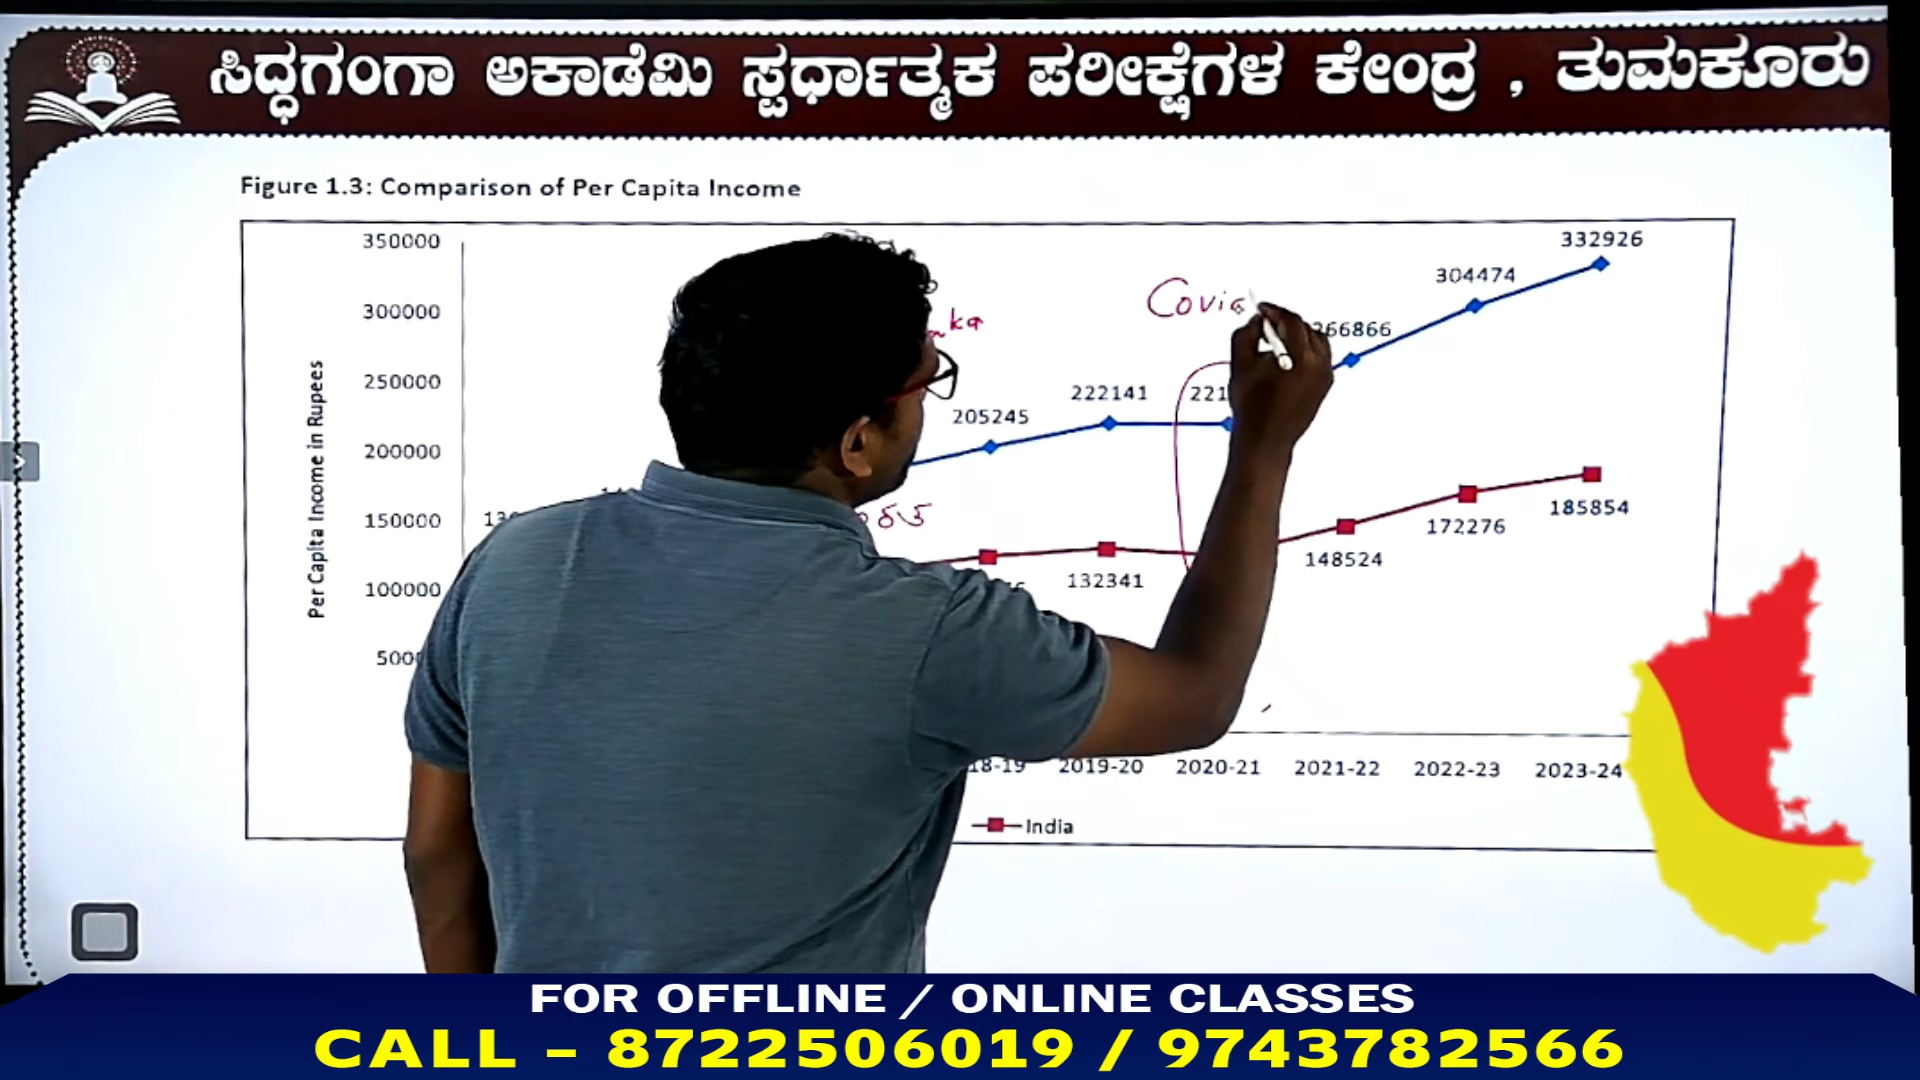 ಸಿದ್ಧಗಂಗಾ ಅಕಾಡೆಮಿ ಸ್ಪರ್ಧಾತ್ಮಕ ಪರೀಕ್ಷೆಗಳ ಕೇಂದ್ರ , ತುಮಕೂರು
Figure 1.3: Comparison of Per Capita Income
Per Capita Income in Rupees
350000
300000
250000
200000
150000
100000
332926
304474
222141
205245
185854
172276
148524
132341
Covid
2019-20 2020-21 2021-22 2022-23 2023-24
India
FOR OFFLINE / ONLINE CLASSES
CALL – 8722506019 / 9743782566